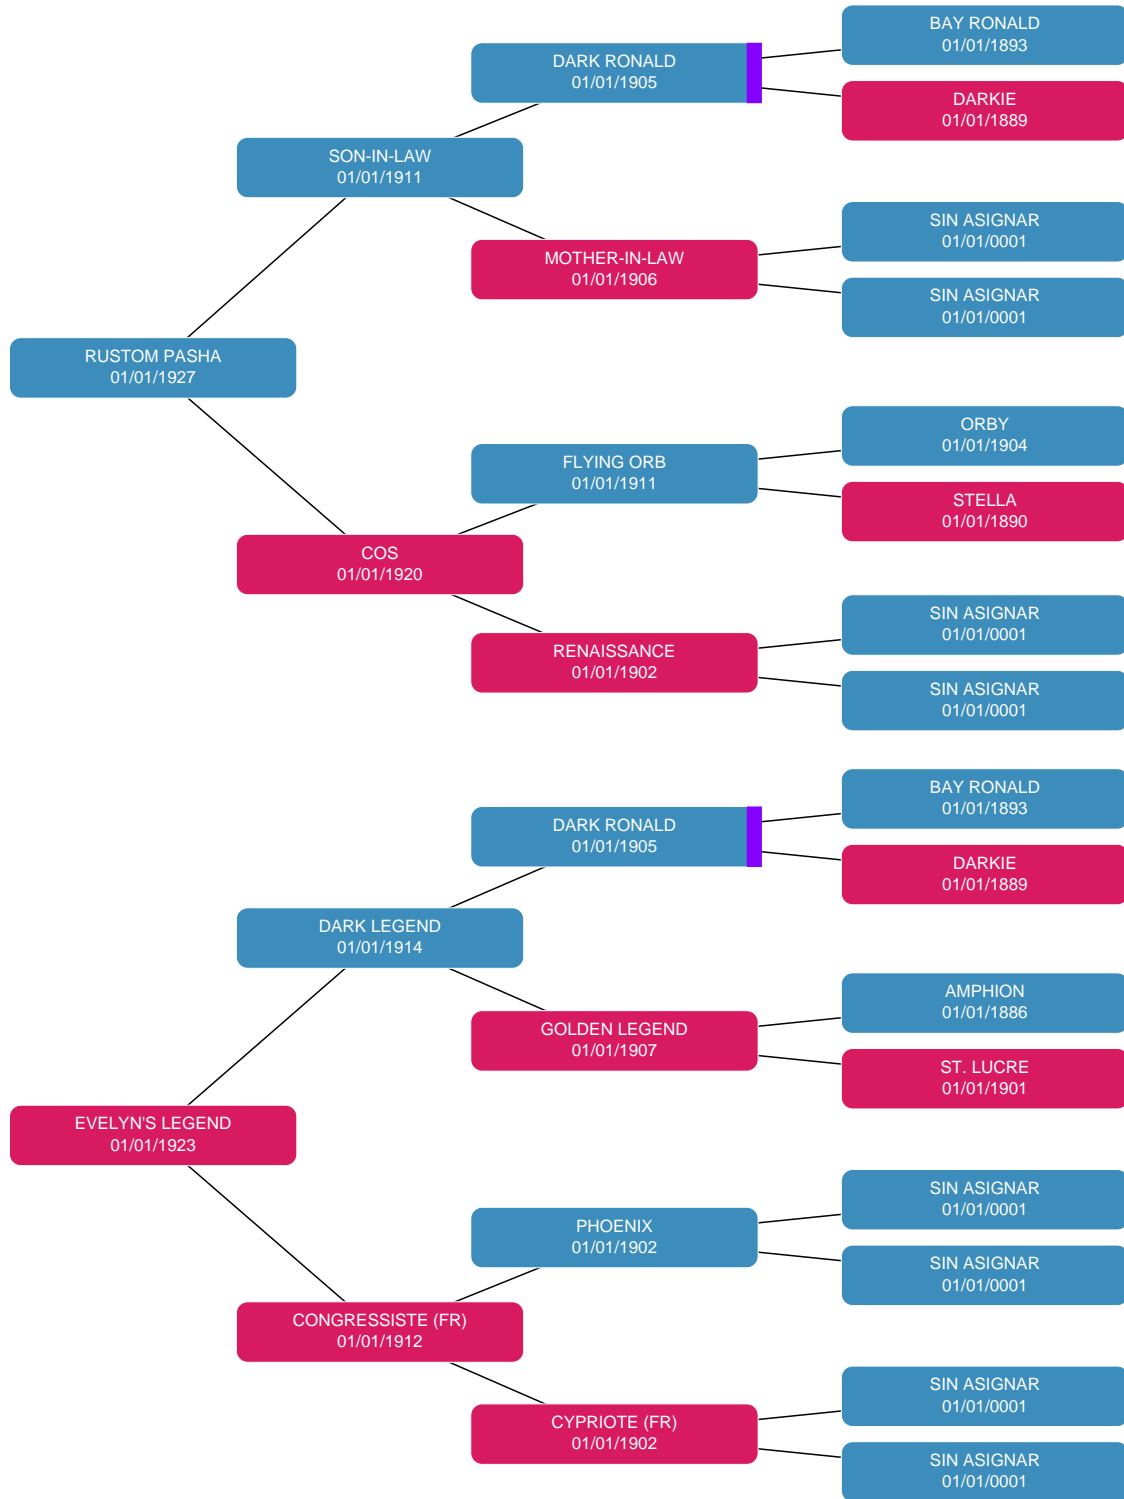 BAY RONALD
01/01/1893
DARK RONALD
01/01/1905
DARKIE
01/01/1889
SON-IN-LAW
01/01/1911
SIN ASIGNAR
01/01/0001
MOTHER-IN-LAW
01/01/1906
SIN ASIGNAR
01/01/0001
RUSTOM PASHA
01/01/1927
ORBY
01/01/1904
FLYING ORB
01/01/1911
STELLA
01/01/1890
COS
01/01/1920
SIN ASIGNAR
01/01/0001
RENAISSANCE
01/01/1902
SIN ASIGNAR
01/01/0001
BAY RONALD
01/01/1893
DARK RONALD
01/01/1905
DARKIE
01/01/1889
DARK LEGEND
01/01/1914
AMPHION
01/01/1886
GOLDEN LEGEND
01/01/1907
ST. LUCRE
01/01/1901
EVELYN'S LEGEND
01/01/1923
SIN ASIGNAR
01/01/0001
PHOENIX
01/01/1902
SIN ASIGNAR
01/01/0001
CONGRESSISTE (FR)
01/01/1912
SIN ASIGNAR
01/01/0001
CYPRIOTE (FR)
01/01/1902
SIN ASIGNAR
01/01/0001